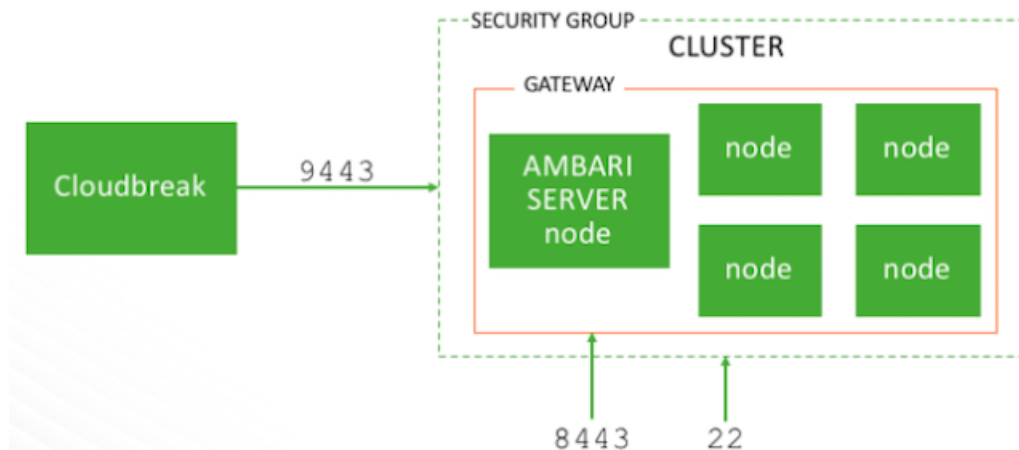 SECURITY GROUP
CLUSTER
GATEWAY
Cloudbreak
9443
AMBARI
SERVER
node
node
node
node
node
8443
22